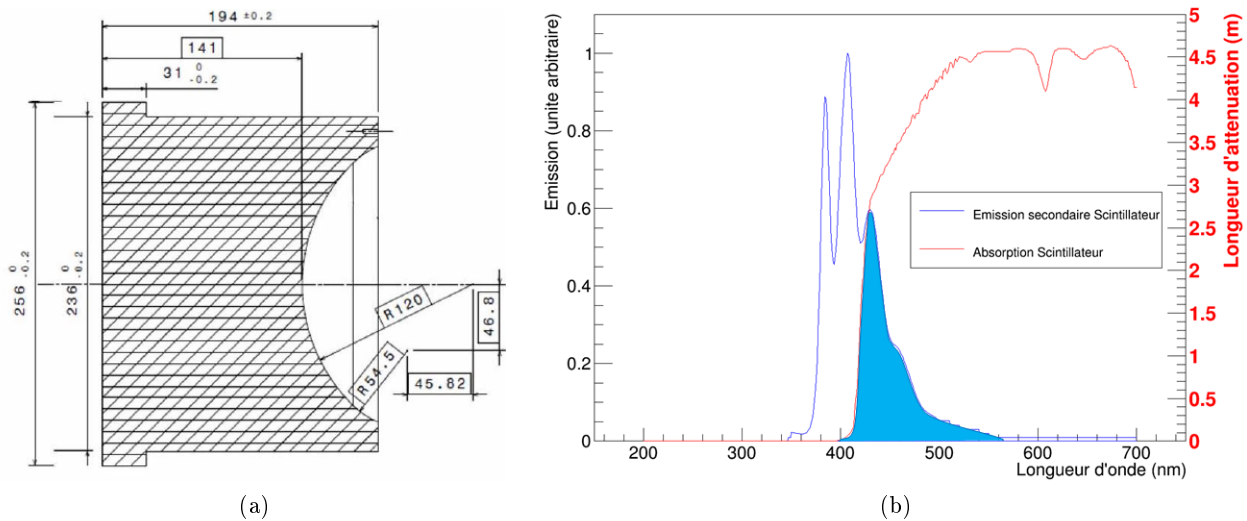 194 ±0.2
141
31 0 -0.2
256 0 -0.2
236 0 -0.2
R120
R54.5
46.8
45.82
(a)
Emission (unite arbitraire)
1
0.8
0.6
0.4
0.2
0
200 300 400 500 600 700
Longueur d'onde (nm)
Emission secondaire Scintillateur
Absorption Scintillateur
5
4.5
4
3.5
3
2.5
2
1.5
1
0.5
0
Longueur d'attenuation (m)
(b)